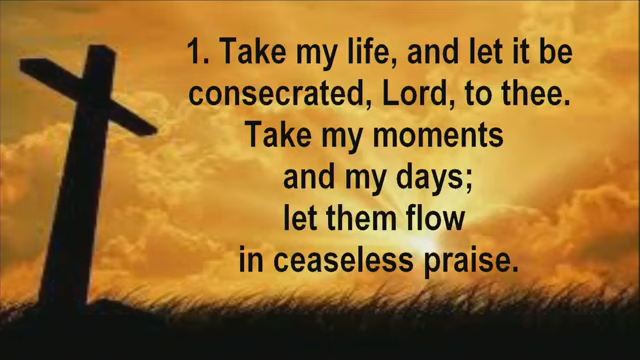 1. Take my life, and let it be
consecrated, Lord, to thee.
Take my moments
and my days;
let them flow
in ceaseless praise.